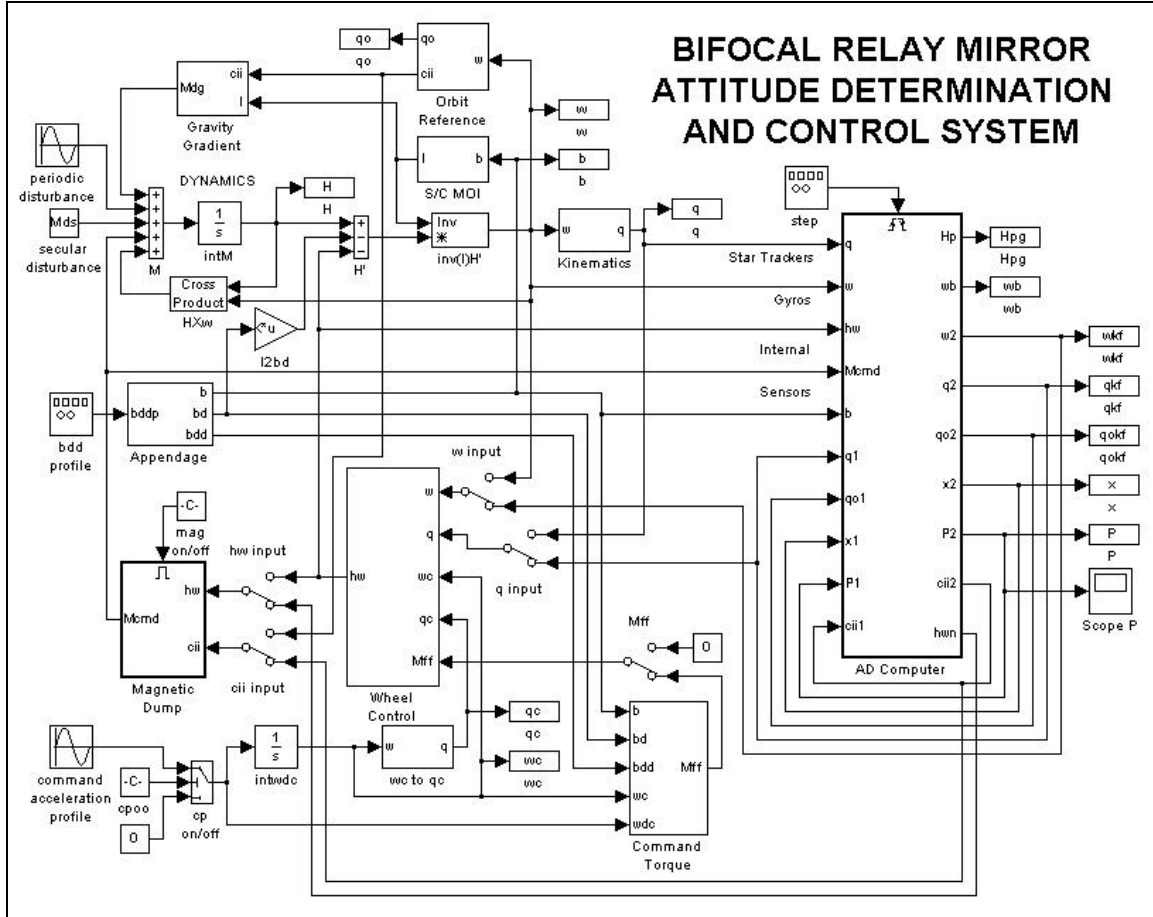 BIFOCAL RELAY MIRROR
ATTITUDE DETERMINATION
AND CONTROL SYSTEM
qo
qo
qo
w
cii
Orbit
Reference
cii
Mdg
I
Gravity
Gradient
w
w
I
b
S/C MOI
b
b
periodic
disturbance
DYNAMICS
H
H
Mds
secular
disturbance
+
+
+
+
+
M
1
s
intM
+
−
−
H'
Inv
*
inv(I)H'
w
q
Kinematics
q
q
Cross
Product
HXw
u
I2bd
step
Star Trackers
Gyros
Internal
Sensors
q
w
hw
Mcmd
b
q1
qo1
x1
P1
cii1
Hp
wb
w2
q2
qo2
x2
P2
cii2
hwn
AD Computer
Hpg
Hpg
wb
wb
wkf
wkf
qkf
qkf
qokf
qokf
x
x
P
P
Scope P
bdd
profile
bddp
b
bd
bdd
Appendage
-C-
mag
on/off
hw input
w input
q input
cii input
Mcmd
hw
cii
Magnetic
Dump
hw
w
q
wc
qc
Mff
Wheel
Control
Mff
0
qc
qc
wc
wc
command
acceleration
profile
-C-
cpoo
0
cp
on/off
1
s
intwdc
w
q
wc to qc
b
bd
bdd
wc
wdc
Mff
Command
Torque